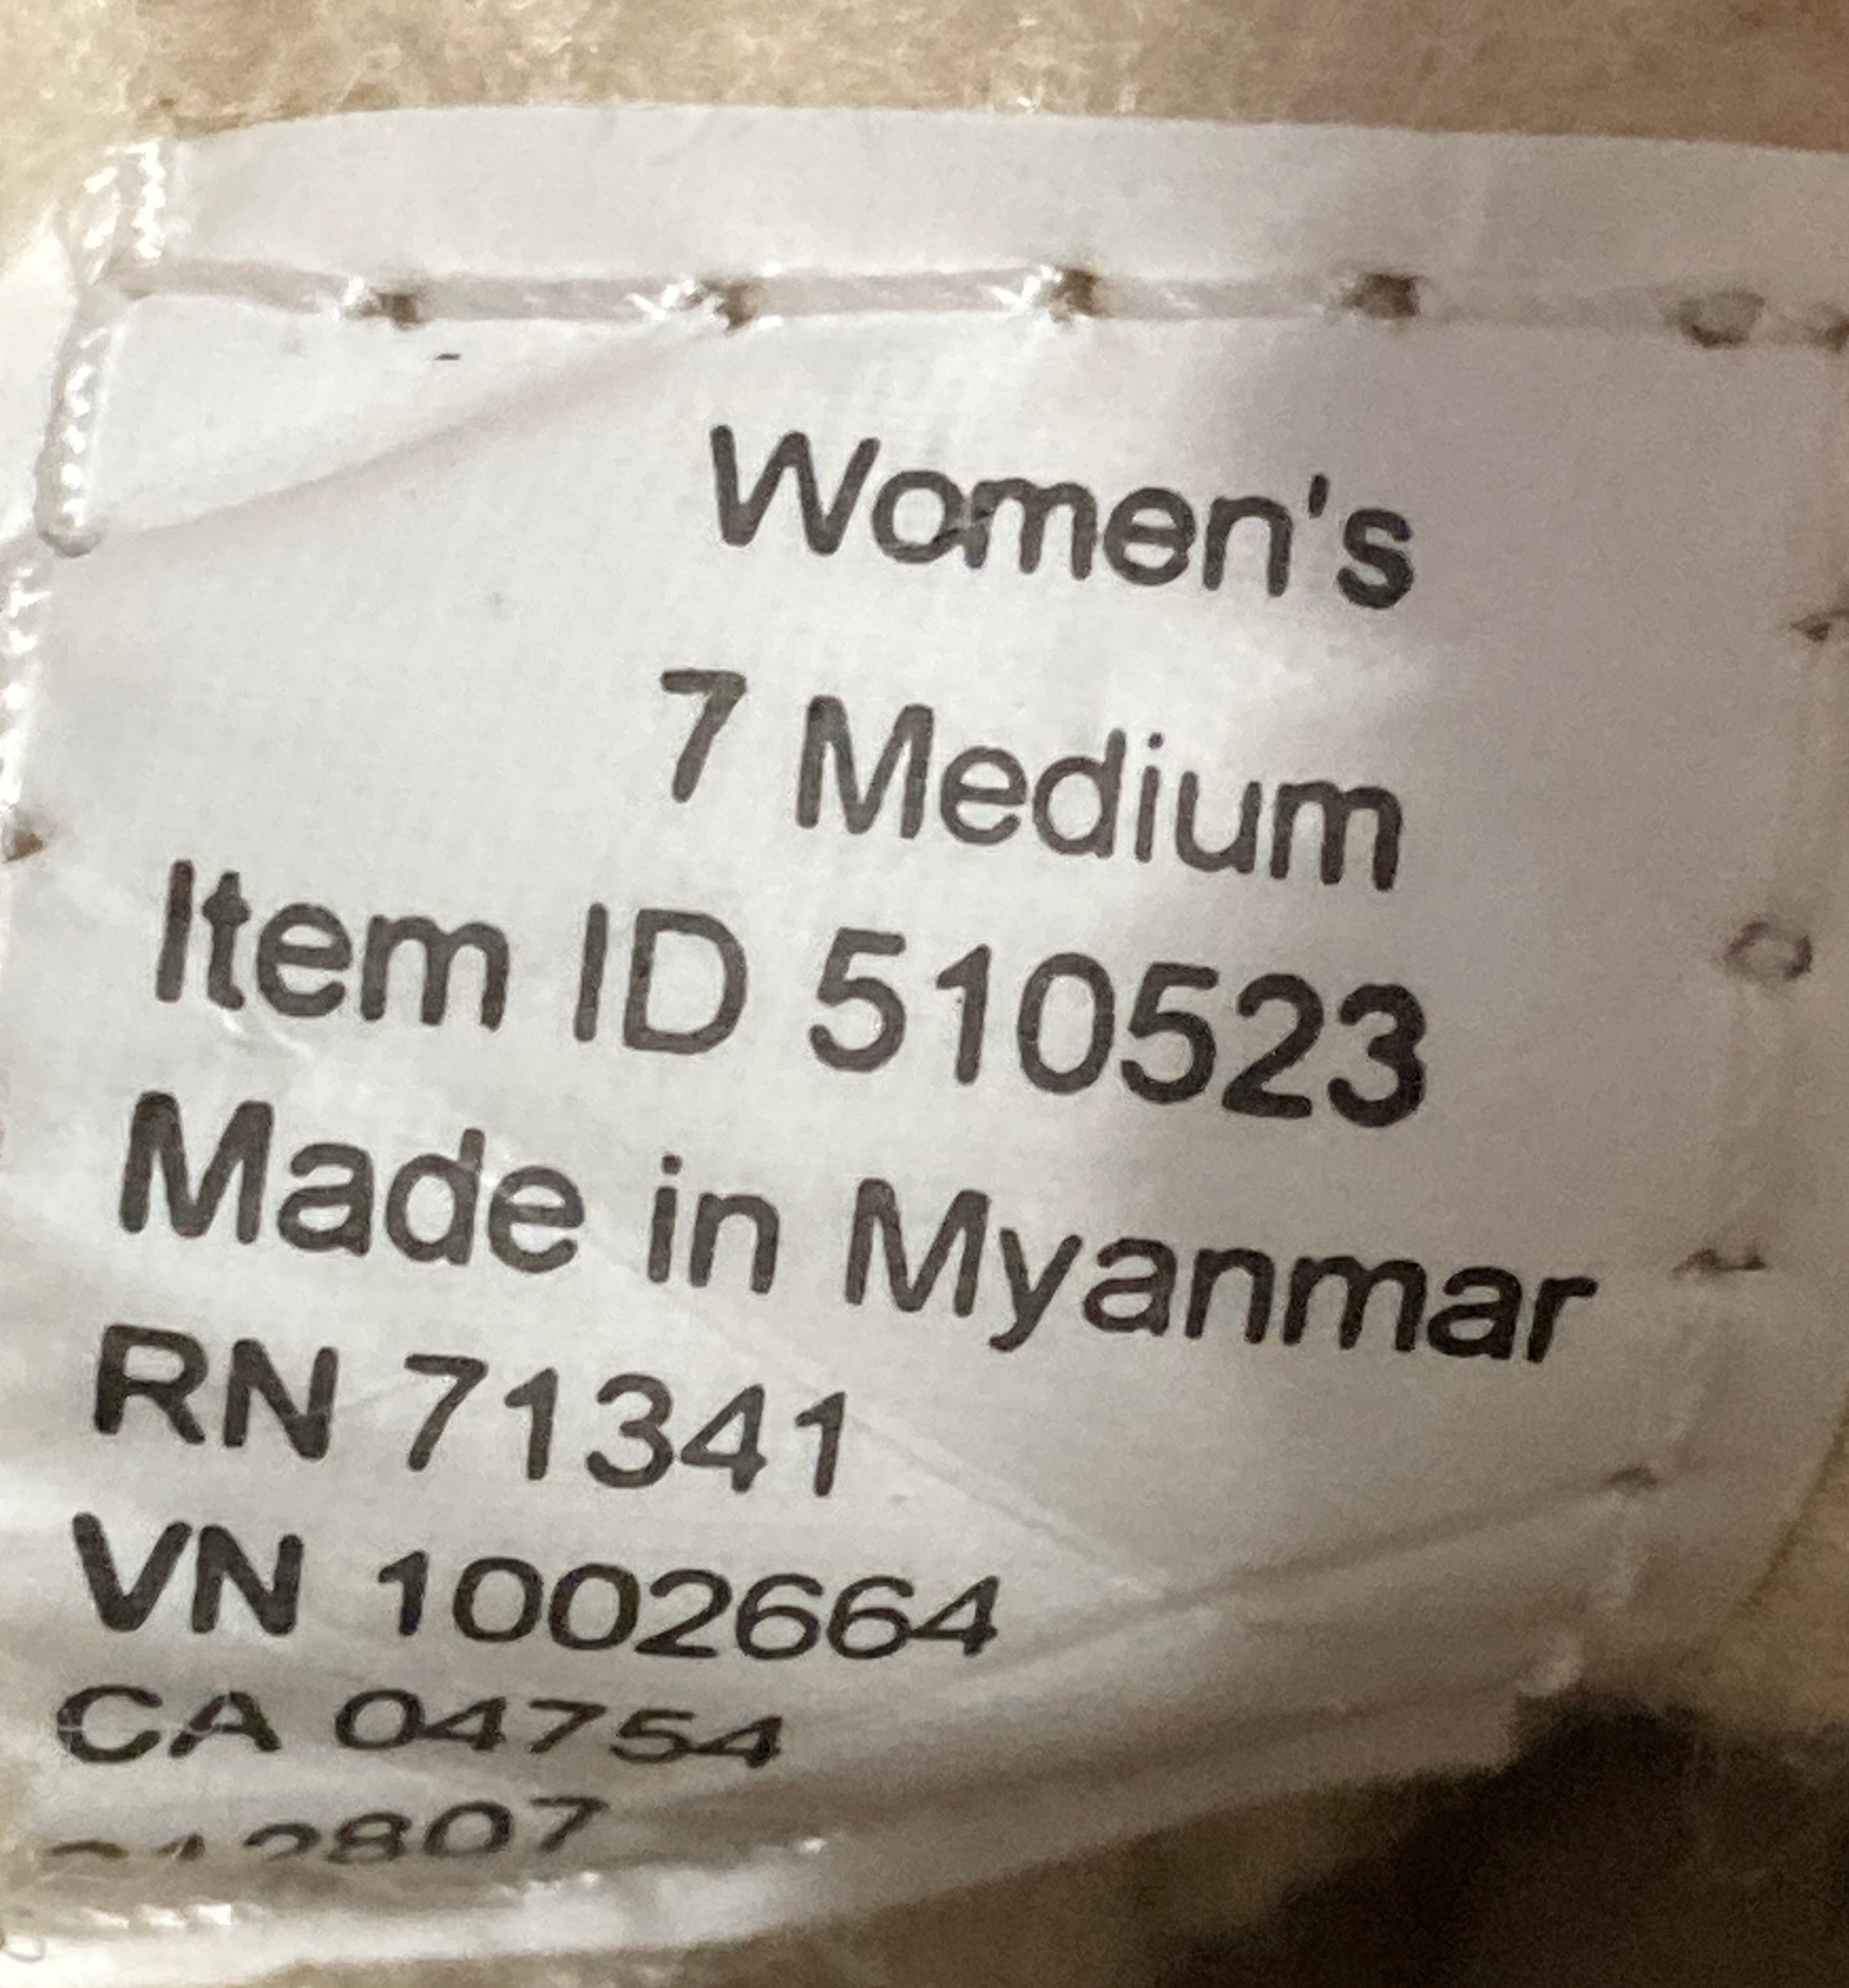 Women's
7 Medium
Item ID 510523
Made in Myanmar
RN 71341
VN 1002664
CA 04754